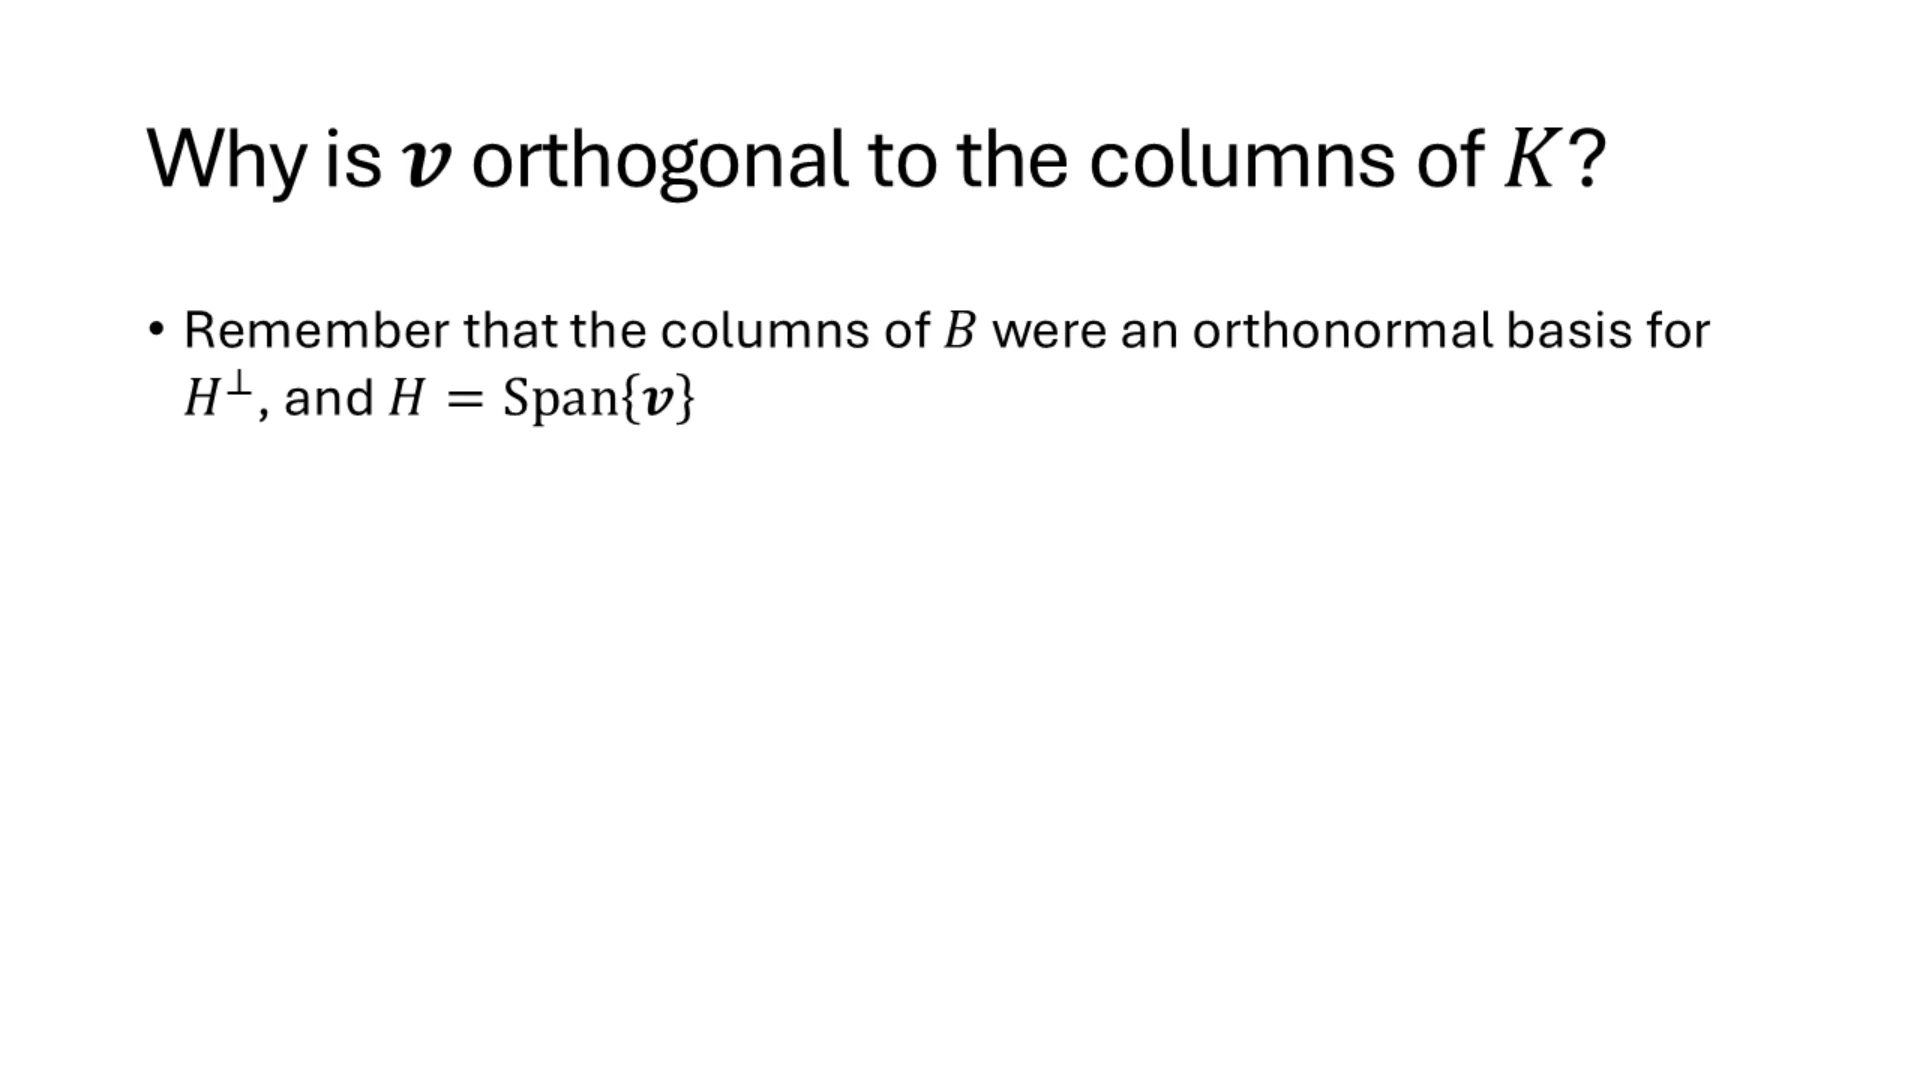 Why is 𝒗 orthogonal to the columns of 𝐾?
• Remember that the columns of 𝐵 were an orthonormal basis for
𝐻⊥, and 𝐻 = Span{𝒗}